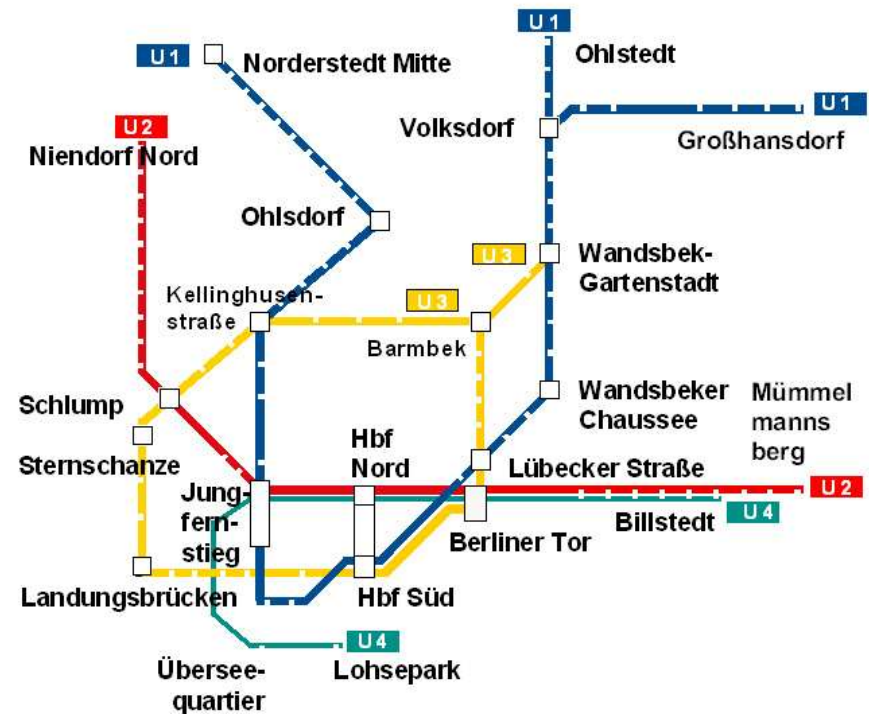 U1
Ohlstedt
U1
Norderstedt Mitte
U1
Großhansdorf
Volksdorf
U2
Niendorf Nord
Ohlsdorf
U3
Wandsbek-
Gartenstadt
Kellinghusen-
straße
U3
Barmbek
Schlump
Sternschanze
Wandsbeker
Chaussee
Mümmel
manns
berg
Hbf
Nord
Lübecker Straße
U2
Jung-
fern-
stieg
Billstedt
U4
Berliner Tor
Landungsbrücken
Hbf Süd
U4
Übersee-
quartier
Lohsepark